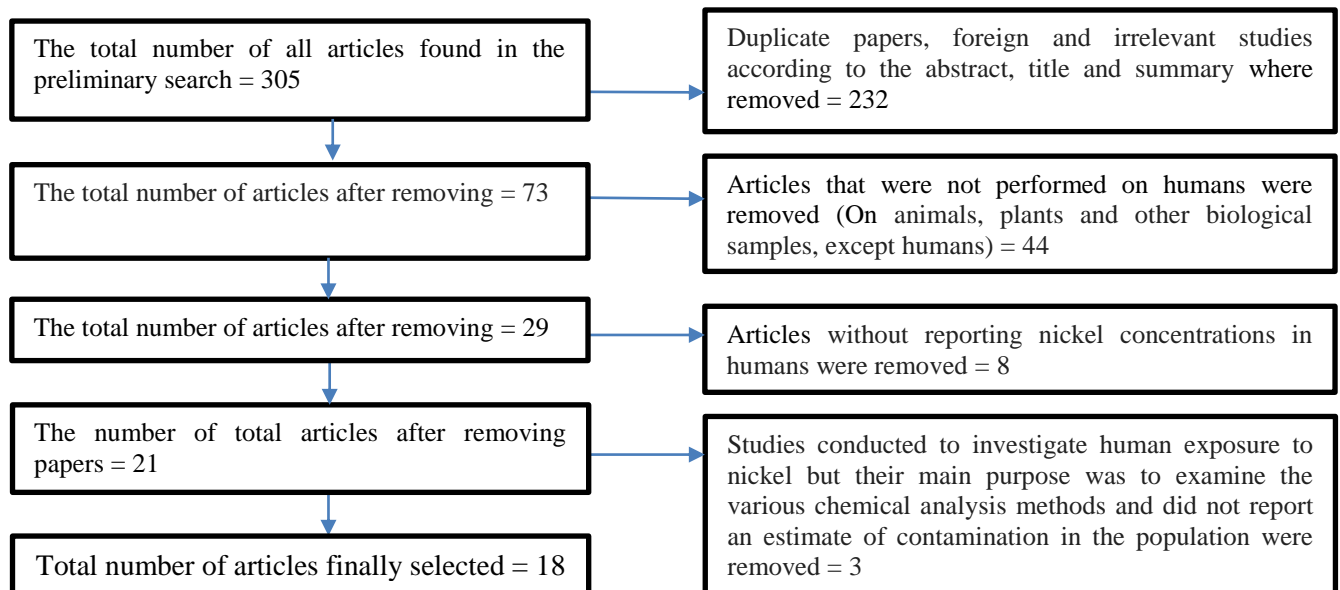 The total number of all articles found in the
preliminary search = 305
Duplicate papers, foreign and irrelevant studies
according to the abstract, title and summary where
removed = 232
The total number of articles after removing = 73
Articles that were not performed on humans were
removed (On animals, plants and other biological
samples, except humans) = 44
The total number of articles after removing = 29
Articles without reporting nickel concentrations in
humans were removed = 8
The number of total articles after removing
papers = 21
Studies conducted to investigate human exposure to
nickel but their main purpose was to examine the
various chemical analysis methods and did not report
an estimate of contamination in the population were
removed = 3
Total number of articles finally selected = 18